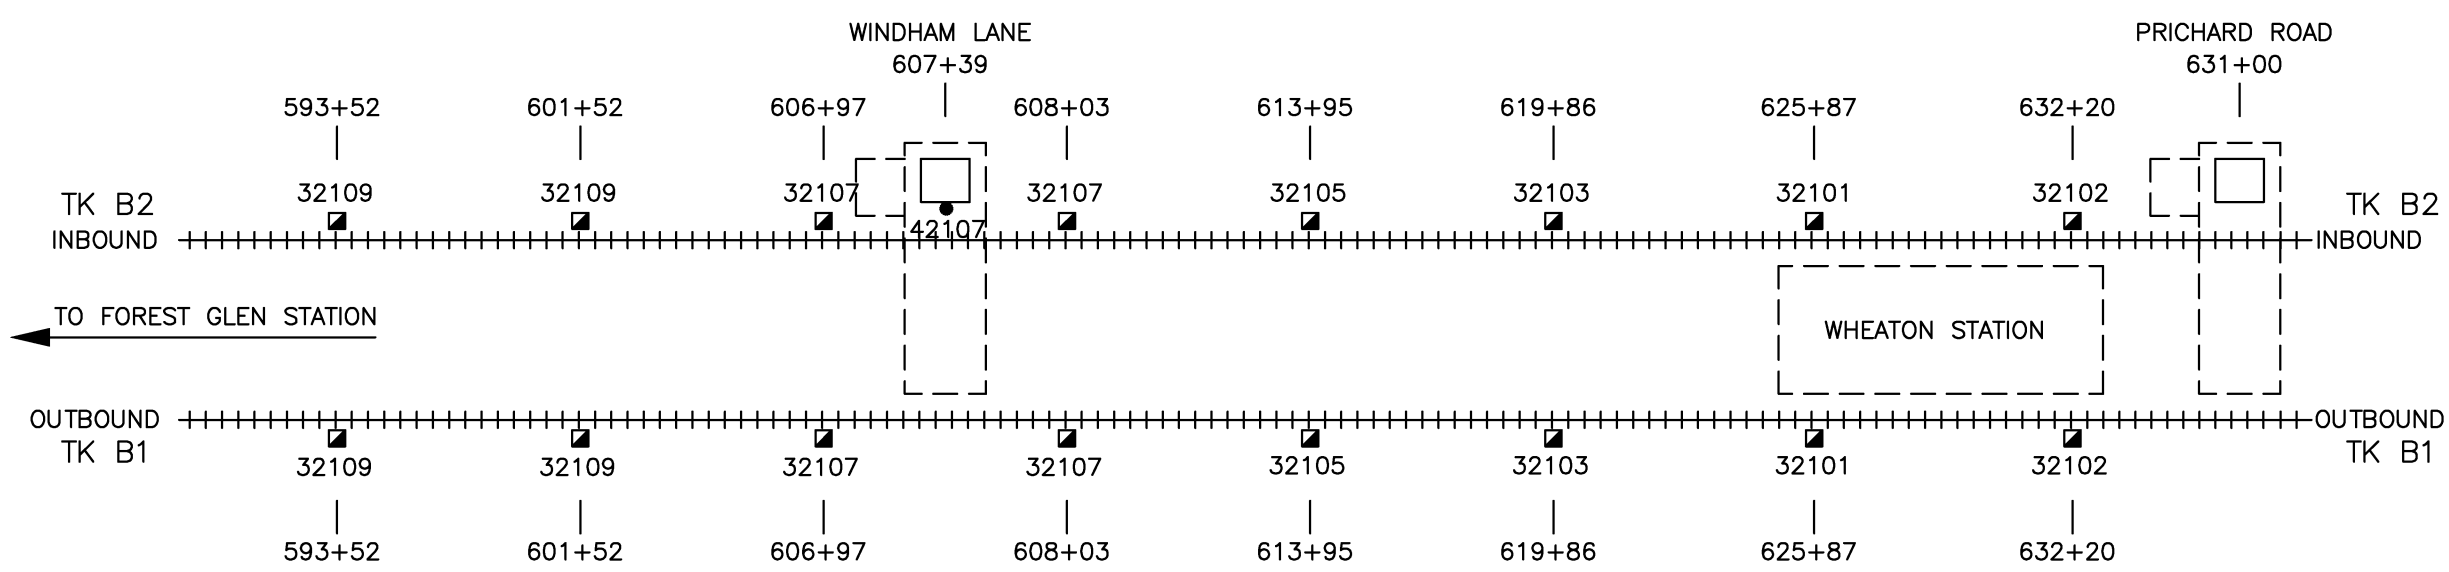 WINDHAM LANE
607+39
PRICHARD ROAD
631+00
593+52 601+52 606+97 608+03 613+95 619+86 625+87 632+20
32109 32109 32107 32107 32105 32103 32101 32102
TK B2 TK B2
42107
INBOUND INBOUND
TO FOREST GLEN STATION
WHEATON STATION
OUTBOUND OUTBOUND
TK B1 TK B1
32109 32109 32107 32107 32105 32103 32101 32102
593+52 601+52 606+97 608+03 613+95 619+86 625+87 632+20